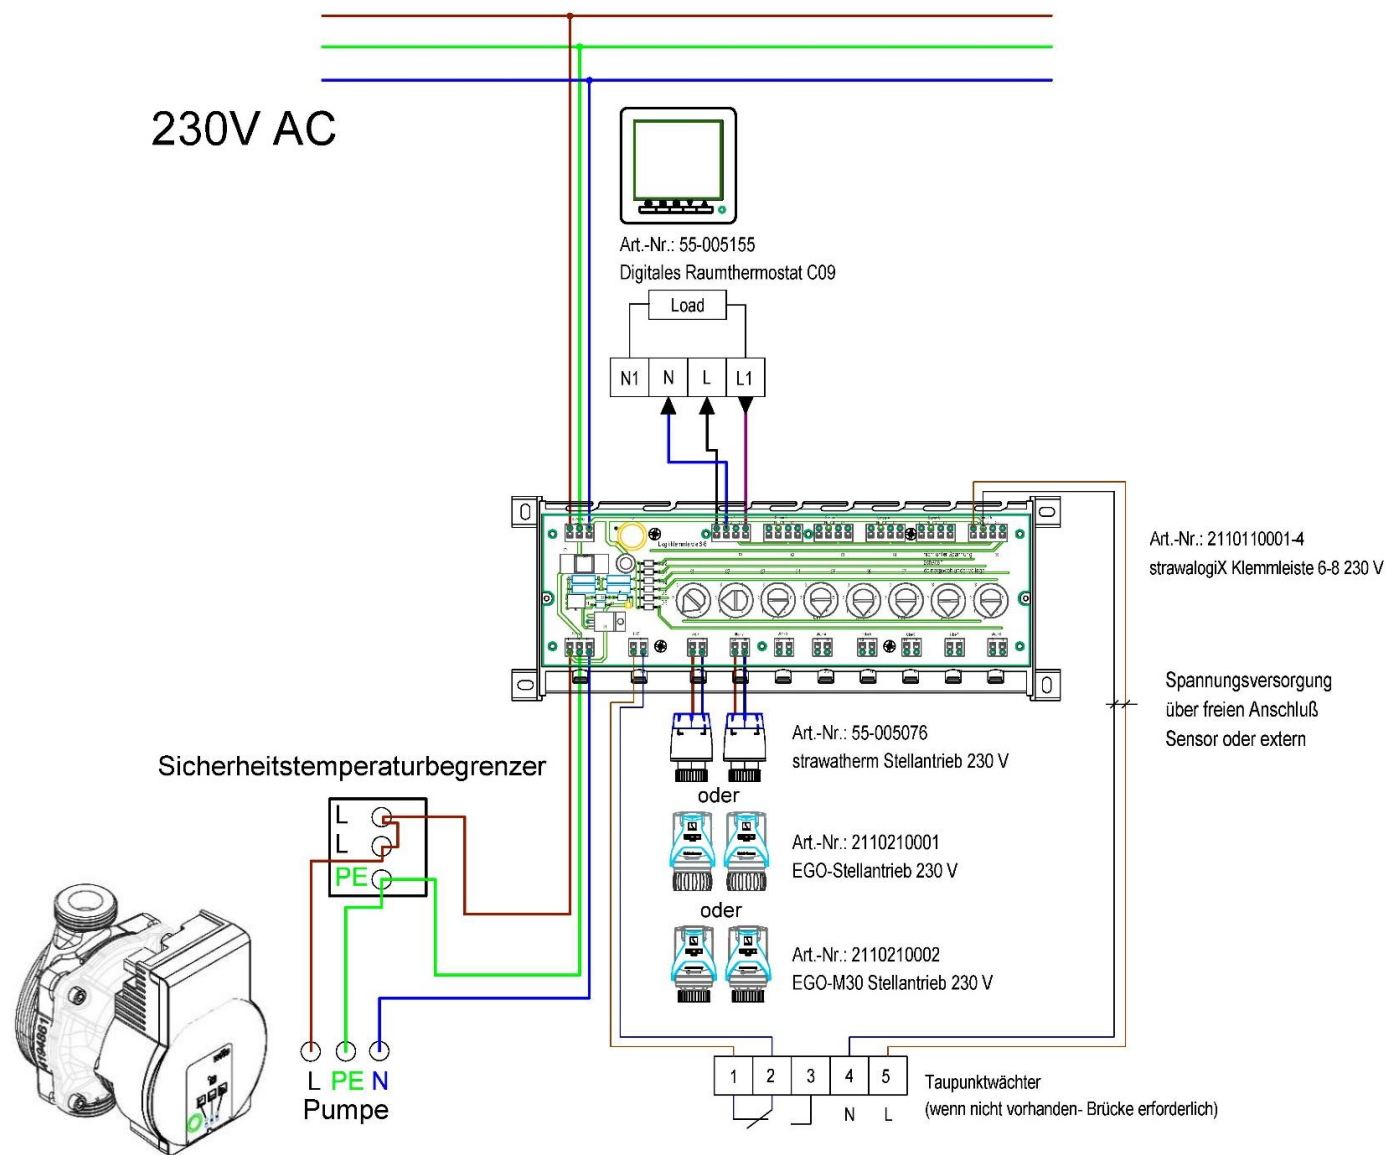 230V AC
Art.-Nr.: 55-005155
Digitales Raumthermostat C09
Load
N1 N L L1
Art.-Nr.: 2110110001-4
strawalogiX Klemmleiste 6-8 230 V
Spannungsversorgung
über freien Anschluß
Sensor oder extern
Art.-Nr.: 55-005076
strawatherm Stellantrieb 230 V
oder
Art.-Nr.: 2110210001
EGO-Stellantrieb 230 V
oder
Art.-Nr.: 2110210002
EGO-M30 Stellantrieb 230 V
Sicherheitstemperaturbegrenzer
L
L
PE
L PE N
Pumpe
1 2 3 4 5
N L
Taupunktwächter
(wenn nicht vorhanden- Brücke erforderlich)